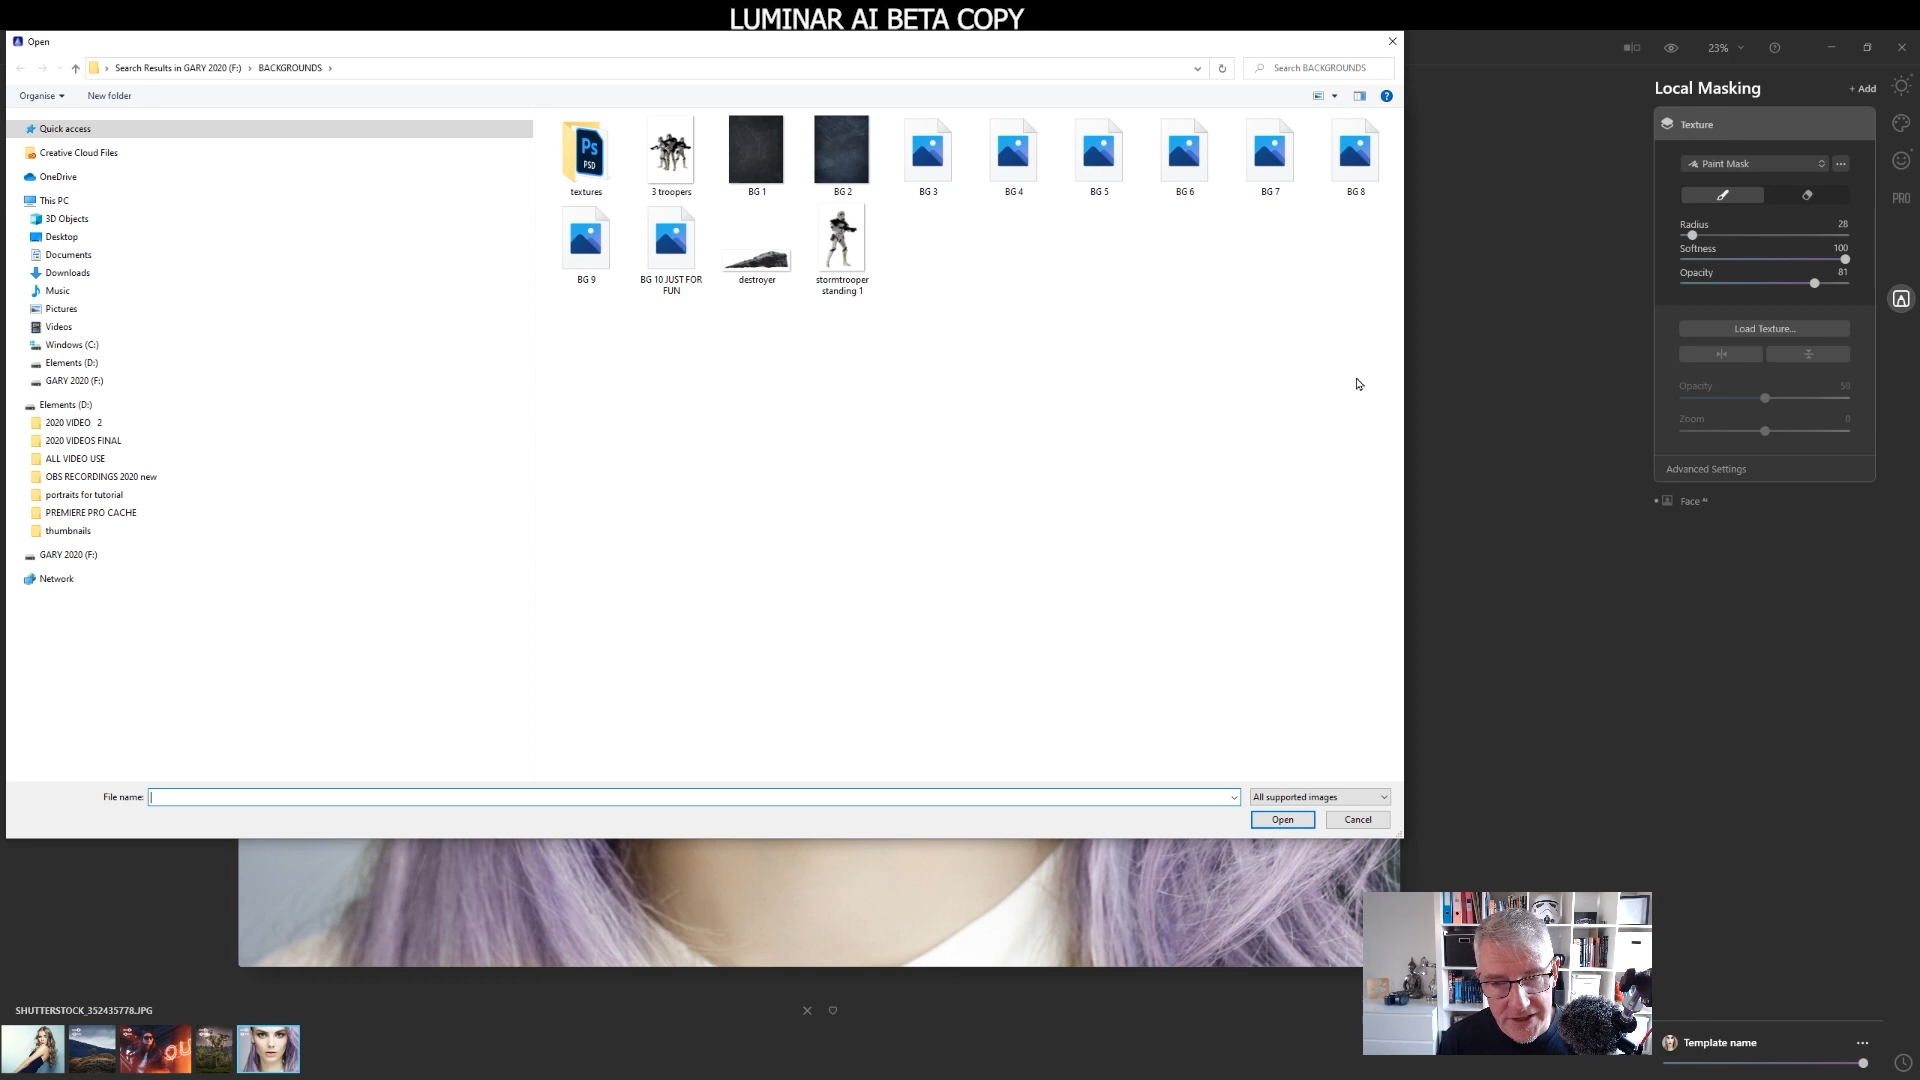 LUMINAR AI BETA COPY
Open
Search Results in GARY 2020 (F:) › BACKGROUNDS ›
Search BACKGROUNDS
Organise
New folder
Quick access
Creative Cloud Files
OneDrive
This PC
3D Objects
Desktop
Documents
Downloads
Music
Pictures
Videos
Windows (C:)
Elements (D:)
GARY 2020 (F:)
Elements (D:)
2020 VIDEO 2
2020 VIDEOS FINAL
ALL VIDEO USE
OBS RECORDINGS 2020 new
portraits for tutorial
PREMIERE PRO CACHE
thumbnails
GARY 2020 (F:)
Network
Ps
PSD
textures
3 troopers
BG 1
BG 2
BG 3
BG 4
BG 5
BG 6
BG 7
BG 8
BG 9
BG 10 JUST FOR
FUN
destroyer
stormtrooper
standing 1
File name:
All supported images
Open
Cancel
23%
Local Masking
+ Add
Texture
Paint Mask
Radius 28
Softness 100
Opacity 81
Load Texture...
Opacity 50
Zoom 0
Advanced Settings
Face AI
PRO
SHUTTERSTOCK_352435778.JPG
OU
Template name